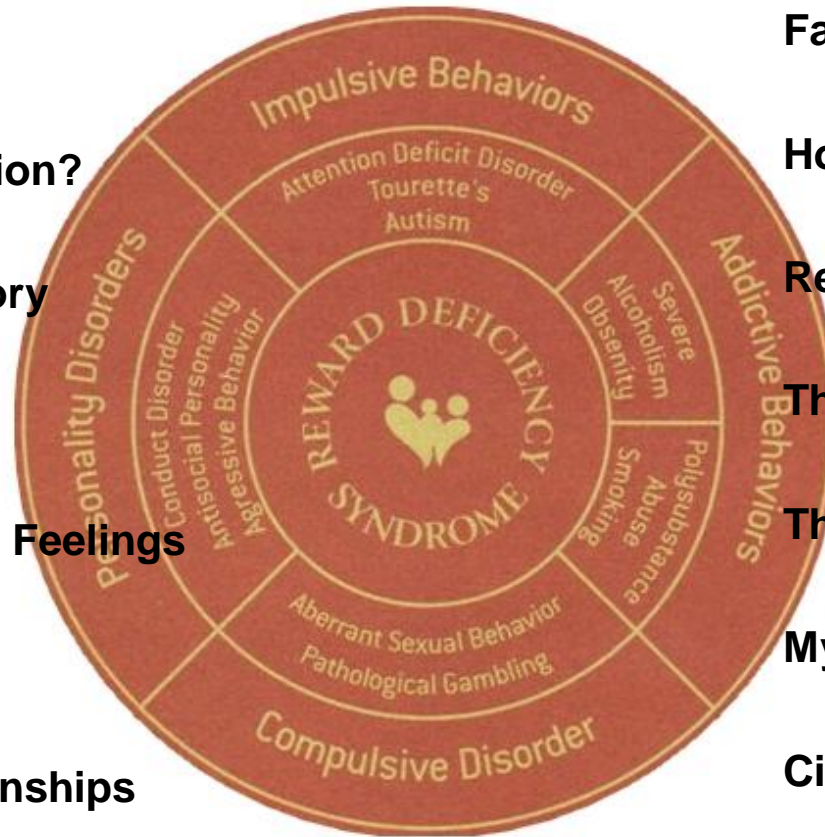 Fa
ion?
Ho
ory
Re
Th
Feelings
Th
My
nships
Ci
Impulsive Behaviors
Attention Deficit Disorder
Tourette's
Autism
Addictive Behaviors
Severe
Alcoholism
Obsenity
Polysubstance
Abuse
Smoking
Personality Disorders
Conduct Disorder
Antisocial Personality
Agressive Behavior
REWARD DEFICIENCY
SYNDROME
Aberrant Sexual Behavior
Pathological Gambling
Compulsive Disorder